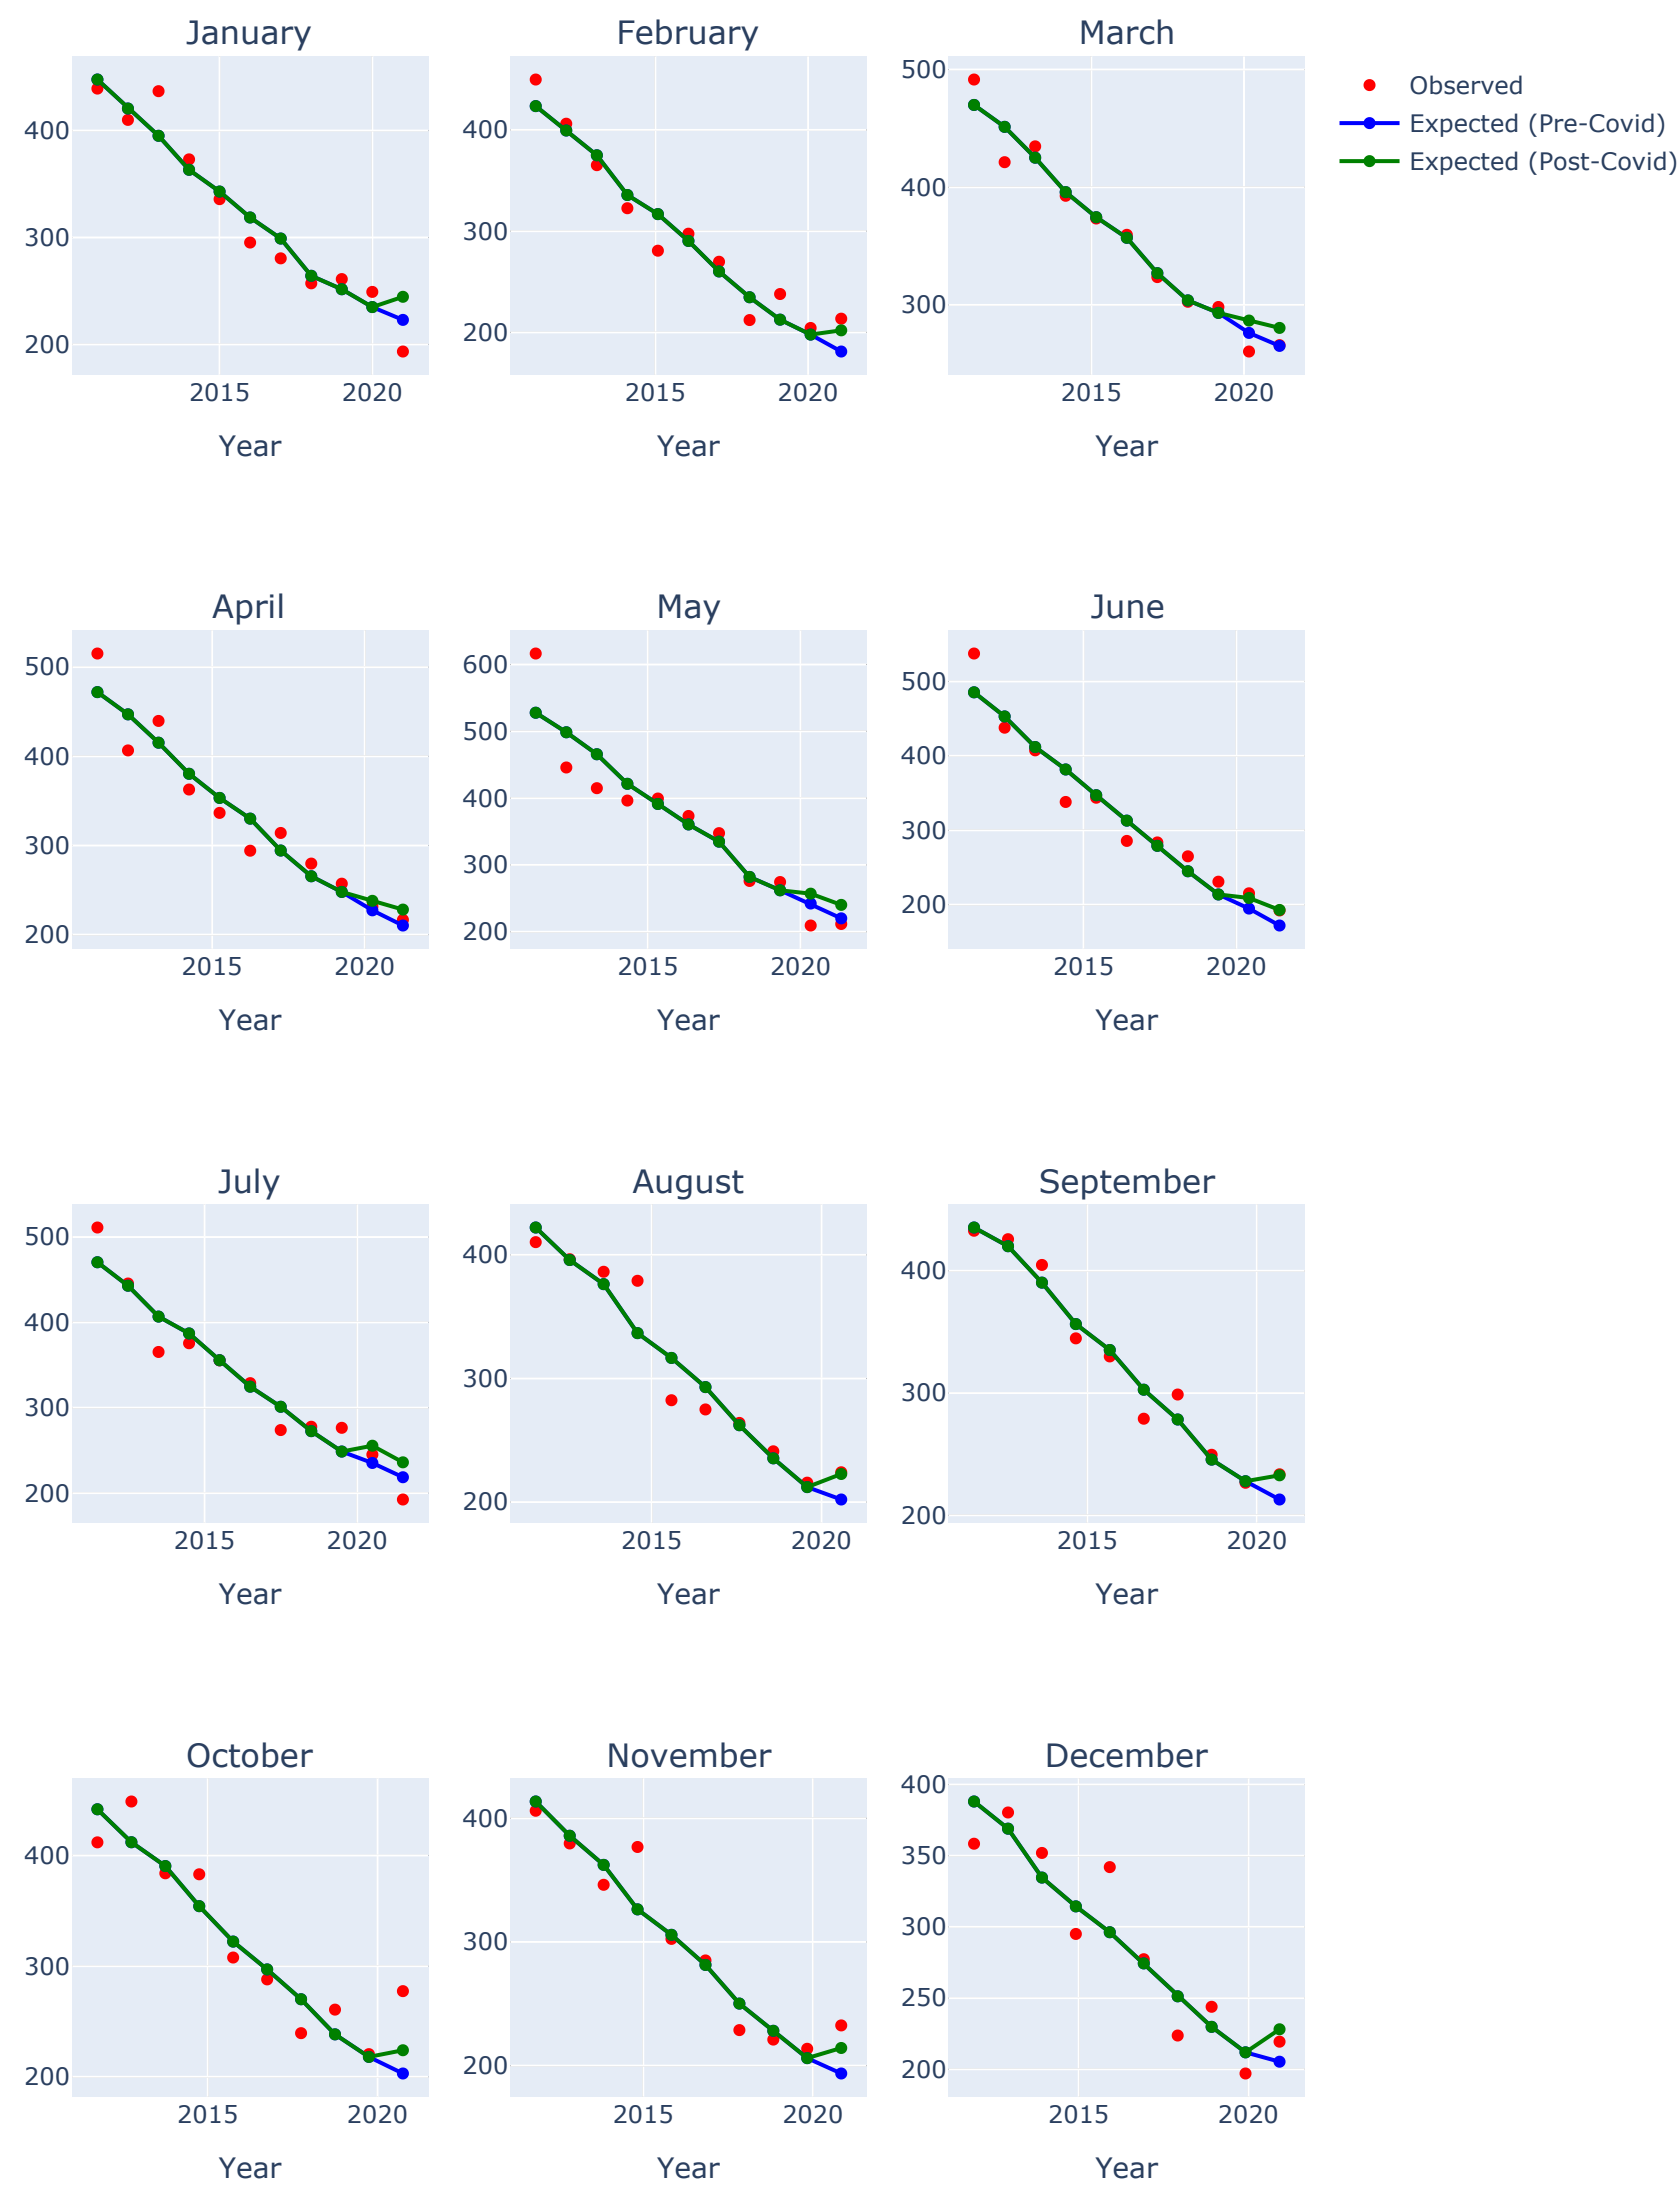 January
February
March
Observed
Expected (Pre-Covid)
Expected (Post-Covid)
400
300
200
2015
2020
Year
400
300
200
2015
2020
Year
500
400
300
2015
2020
Year
April
May
June
500
400
300
200
2015
2020
Year
600
500
400
300
200
2015
2020
Year
500
400
300
200
2015
2020
Year
July
August
September
500
400
300
200
2015
2020
Year
400
300
200
2015
2020
Year
400
300
200
2015
2020
Year
October
November
December
400
300
200
2015
2020
Year
400
300
200
2015
2020
Year
400
350
300
250
200
2015
2020
Year